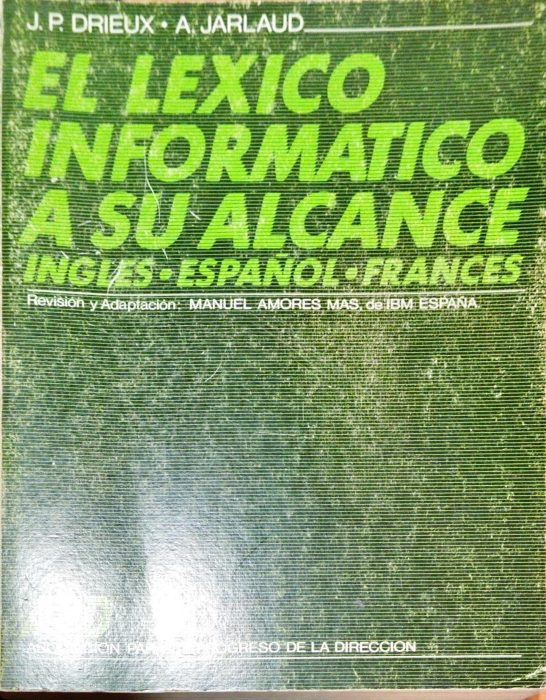 J. P. DRIEUX • A. JARLAUD
EL LEXICO
INFORMATICO
A SU ALCANCE
INGLES • ESPAÑOL • FRANCES
Revisión y Adaptación: MANUEL AMORES MAS, de IBM ESPAÑA
DE LA DIRECCION